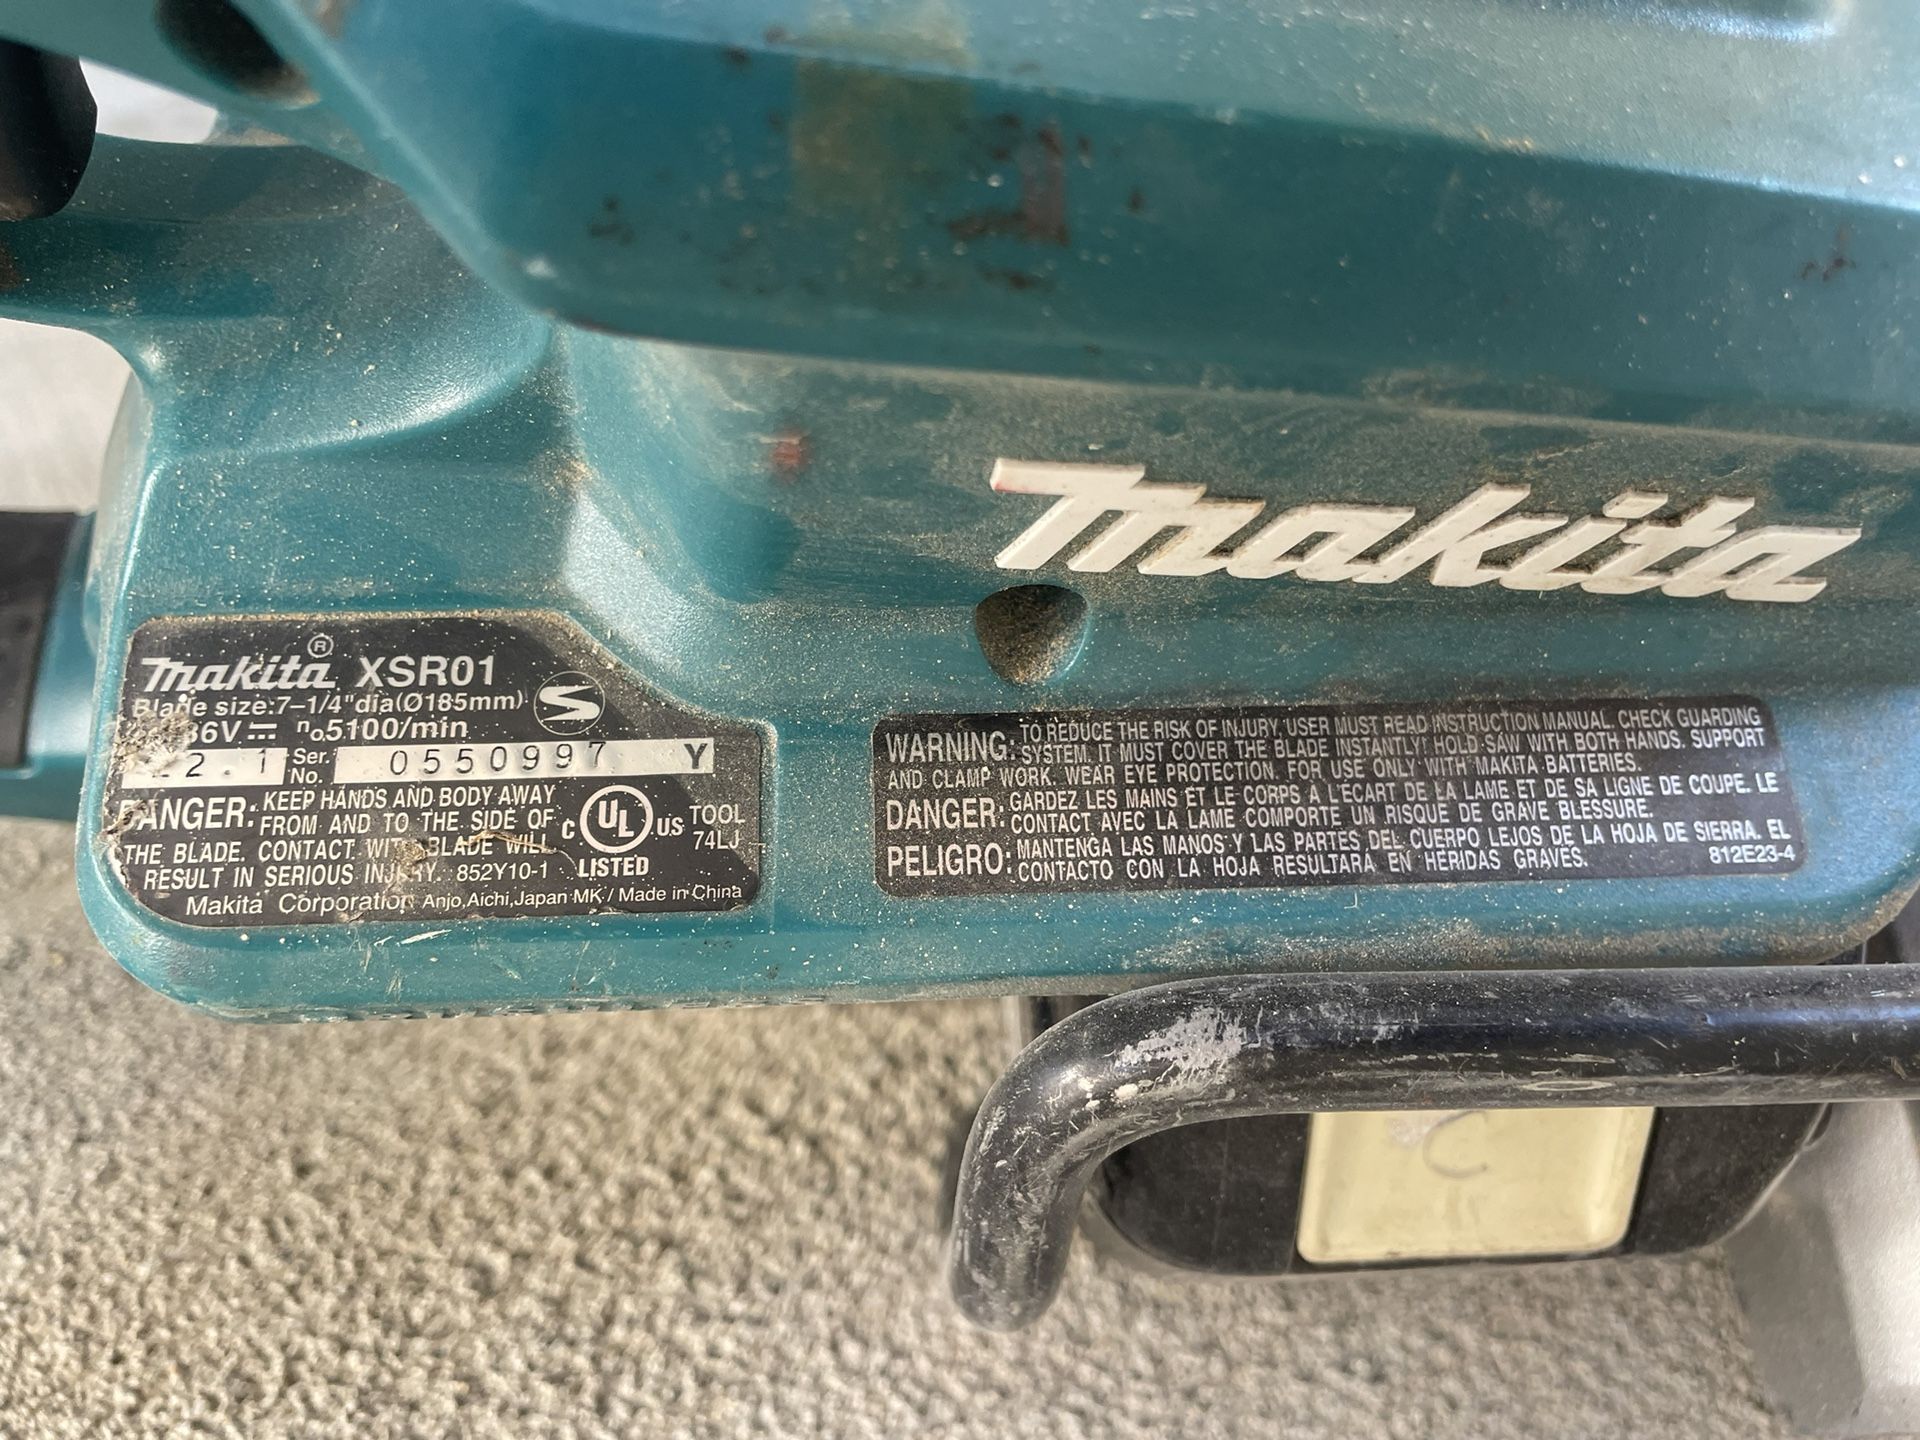 makita
makita® XSR01
Blade size:7-1/4"dia(Ø185mm)
36V ⎓ no5100/min
2.1 Ser. No. 0550997 Y
DANGER: KEEP HANDS AND BODY AWAY
FROM AND TO THE SIDE OF
THE BLADE. CONTACT WITH BLADE WILL
RESULT IN SERIOUS INJURY. 852Y10-1
C UL US
LISTED
TOOL
74LJ
Makita Corporation Anjo,Aichi,Japan MK / Made in China
WARNING: TO REDUCE THE RISK OF INJURY, USER MUST READ INSTRUCTION MANUAL. CHECK GUARDING
SYSTEM. IT MUST COVER THE BLADE INSTANTLY! HOLD SAW WITH BOTH HANDS. SUPPORT
AND CLAMP WORK. WEAR EYE PROTECTION. FOR USE ONLY WITH MAKITA BATTERIES.
DANGER: GARDEZ LES MAINS ET LE CORPS À L'ÉCART DE LA LAME ET DE SA LIGNE DE COUPE. LE
CONTACT AVEC LA LAME COMPORTE UN RISQUE DE GRAVE BLESSURE.
PELIGRO: MANTENGA LAS MANOS Y LAS PARTES DEL CUERPO LEJOS DE LA HOJA DE SIERRA. EL
CONTACTO CON LA HOJA RESULTARÁ EN HERIDAS GRAVES. 812E23-4
C